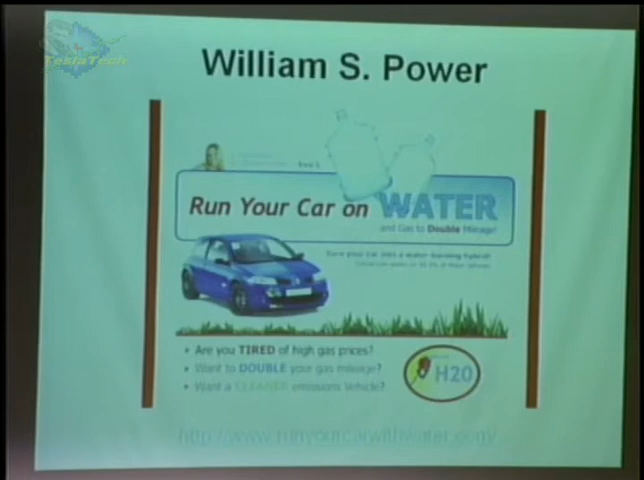 TeslaTech
William S. Power
Run Your Car on WATER
and Gas to Double Mileage!
Are you TIRED of high gas prices?
Want to DOUBLE your gas mileage?
Want a CLEANER emissions Vehicle?
H20
http://www.runyourcarwithwater.com/